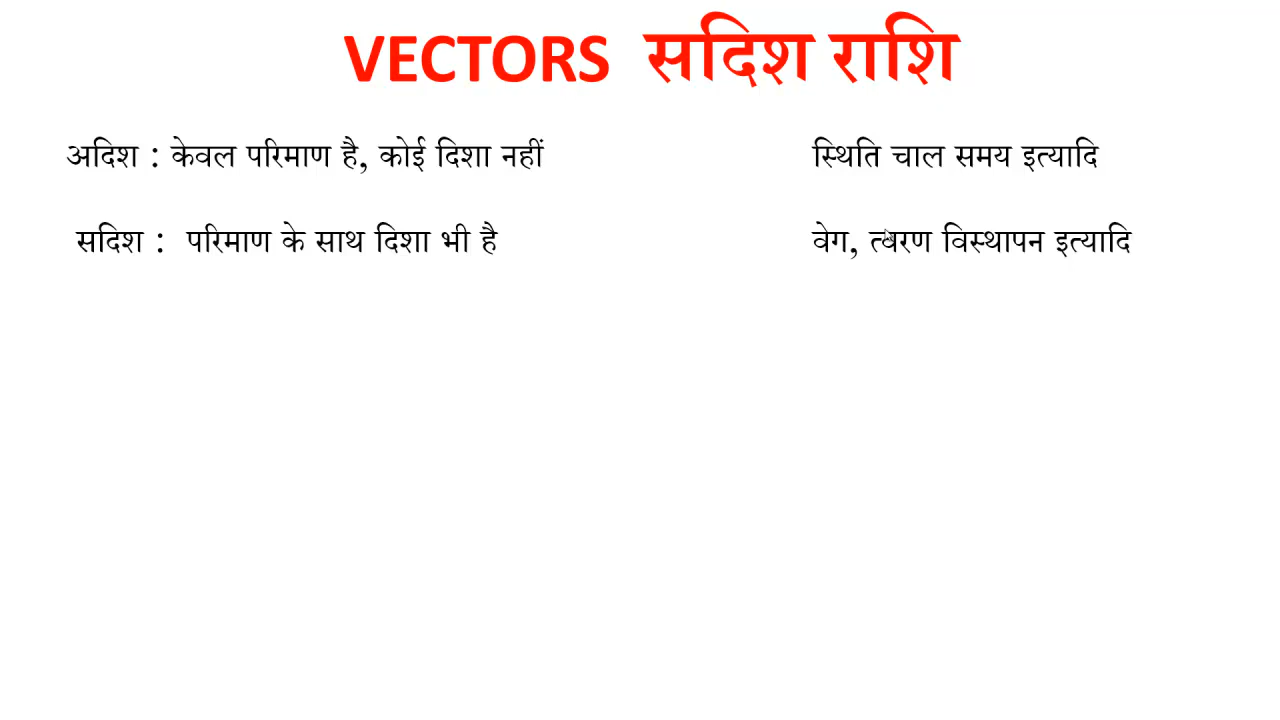 VECTORS सदिश राशि
अदिश : केवल परिमाण है, कोई दिशा नहीं स्थिति चाल समय इत्यादि
सदिश : परिमाण के साथ दिशा भी है वेग, त्वरण विस्थापन इत्यादि